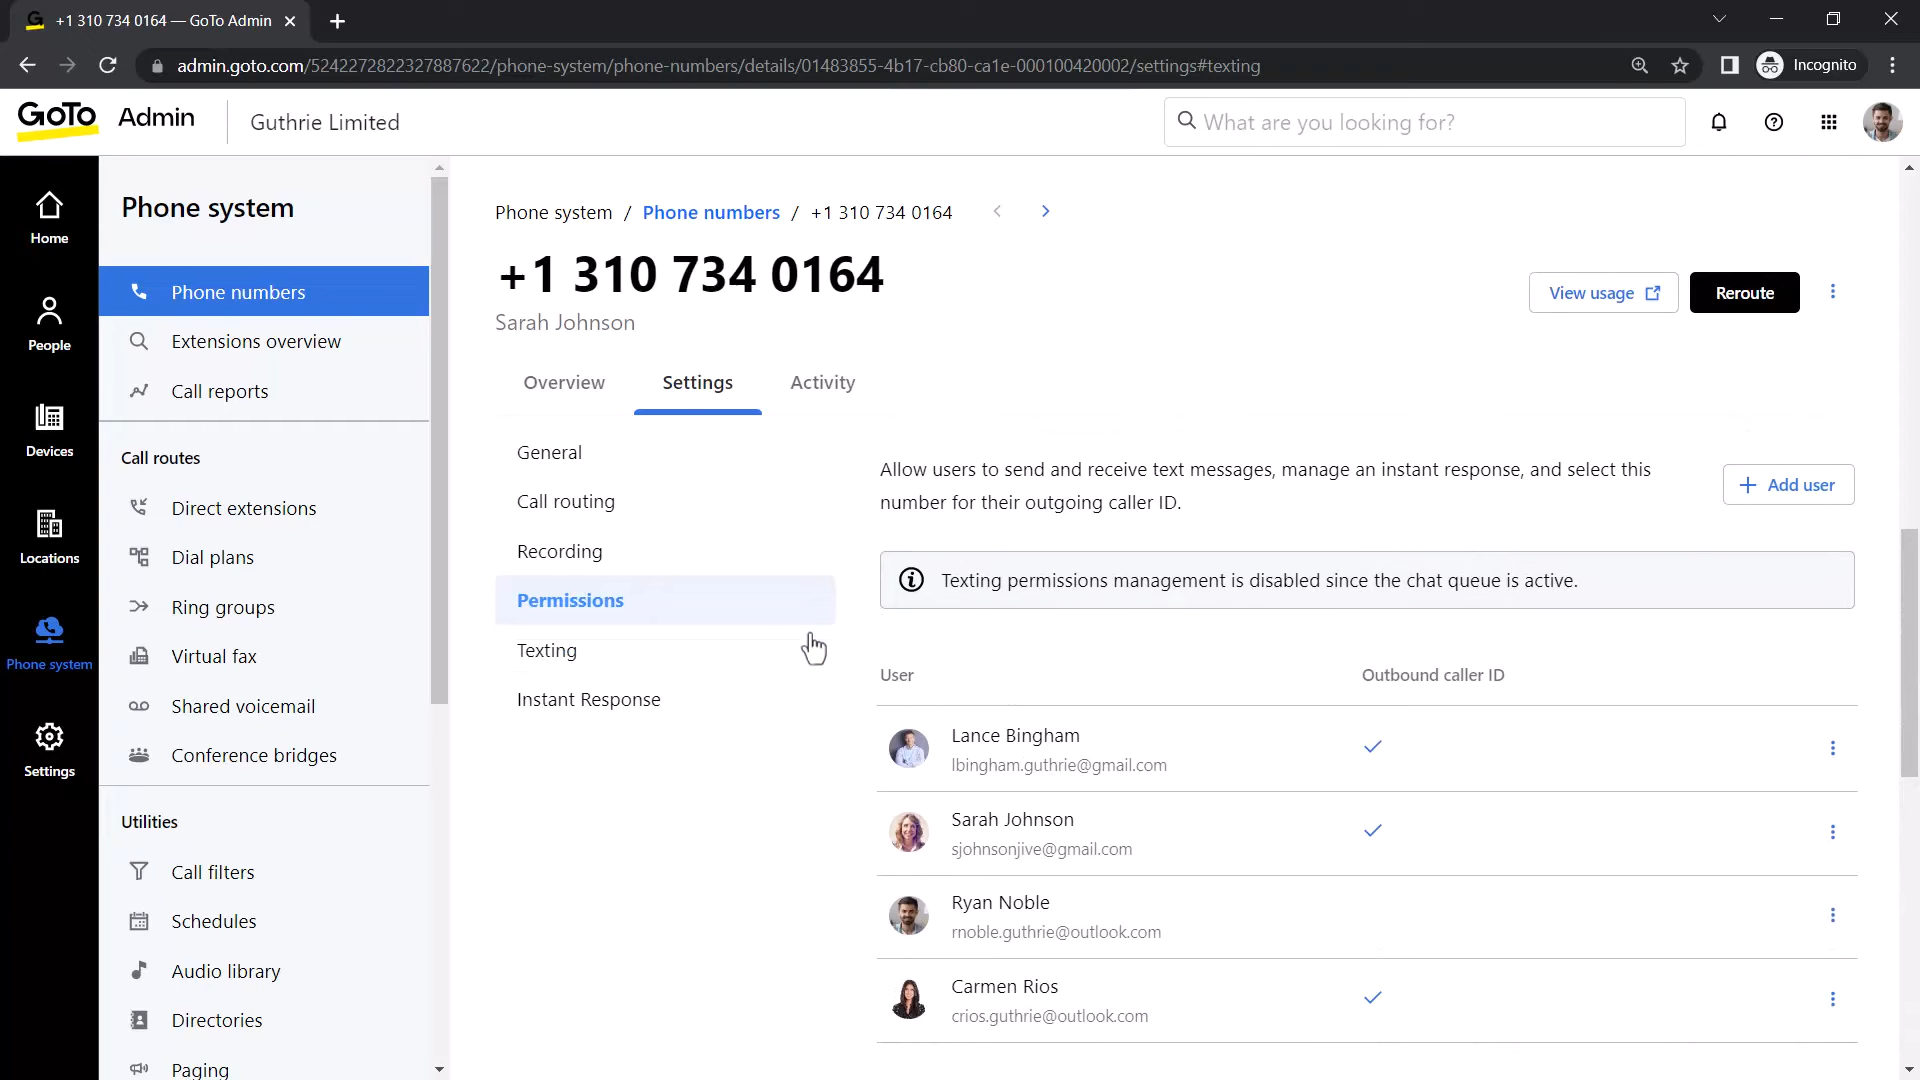 +1 310 734 0164 — GoTo Admin
admin.goto.com/5242272822327887622/phone-system/phone-numbers/details/01483855-4b17-cb80-ca1e-000100420002/settings#texting
Incognito
GoTo Admin
Guthrie Limited
What are you looking for?
Home
People
Devices
Locations
Phone system
Settings
Phone system
Phone numbers
Extensions overview
Call reports
Call routes
Direct extensions
Dial plans
Ring groups
Virtual fax
Shared voicemail
Conference bridges
Utilities
Call filters
Schedules
Audio library
Directories
Paging
Phone system / Phone numbers / +1 310 734 0164
+1 310 734 0164
Sarah Johnson
View usage
Reroute
Overview
Settings
Activity
General
Call routing
Recording
Permissions
Texting
Instant Response
Allow users to send and receive text messages, manage an instant response, and select this
number for their outgoing caller ID.
+ Add user
Texting permissions management is disabled since the chat queue is active.
User
Outbound caller ID
Lance Bingham
lbingham.guthrie@gmail.com
Sarah Johnson
sjohnsonjive@gmail.com
Ryan Noble
rnoble.guthrie@outlook.com
Carmen Rios
crios.guthrie@outlook.com